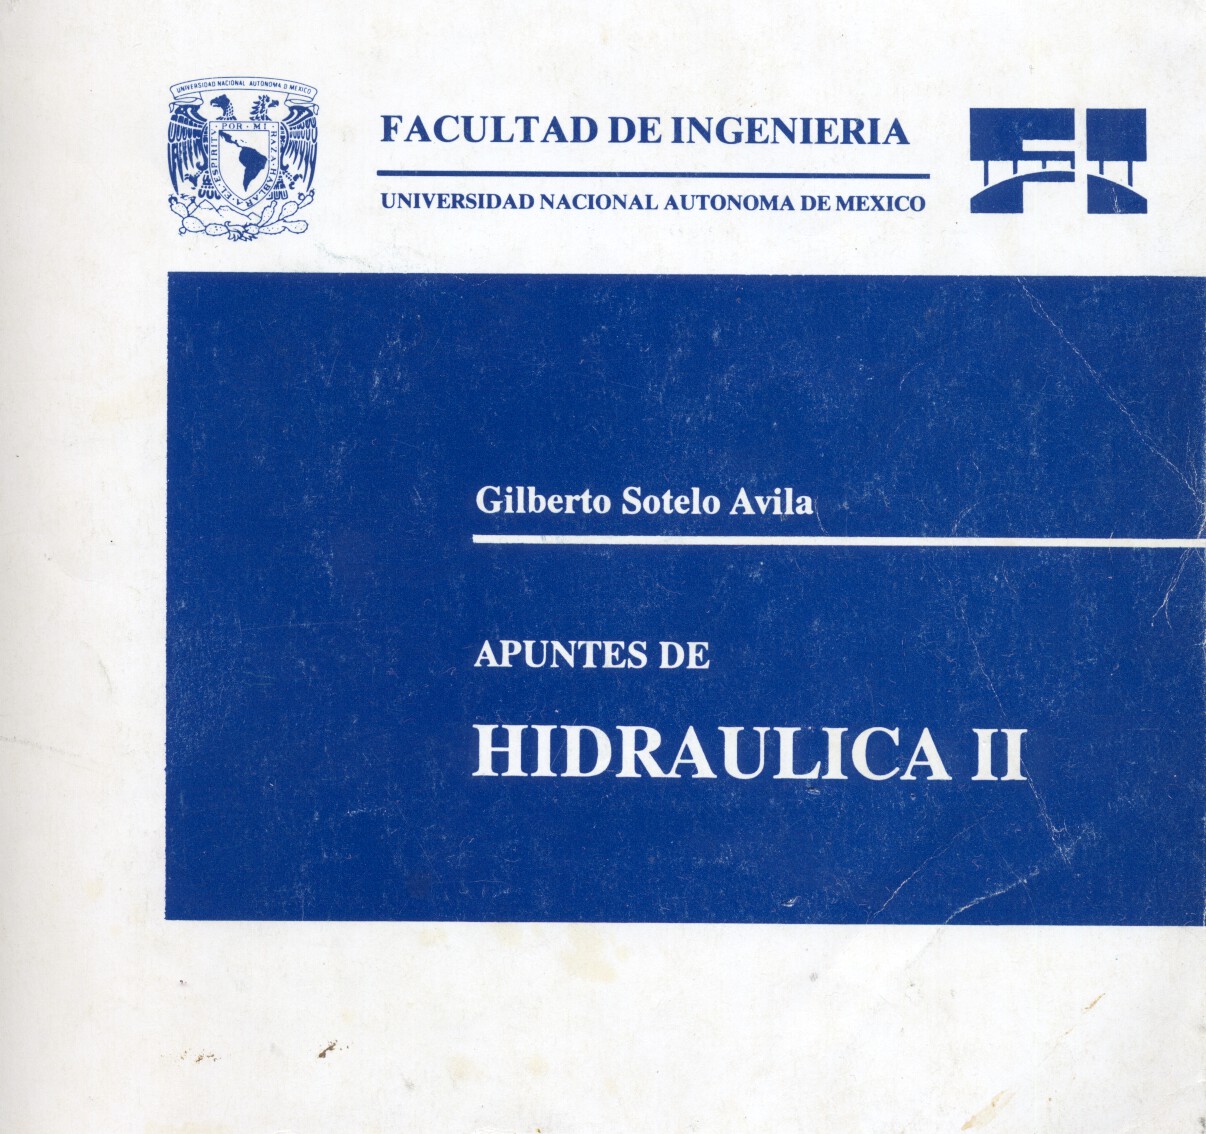 UNIVERSIDAD NACIONAL AUTONOMA D MEXICO
POR · MI
RAZA · HABLARA · EL · ESPIRITU
FACULTAD DE INGENIERIA
UNIVERSIDAD NACIONAL AUTONOMA DE MEXICO
FI
Gilberto Sotelo Avila
APUNTES DE
HIDRAULICA II